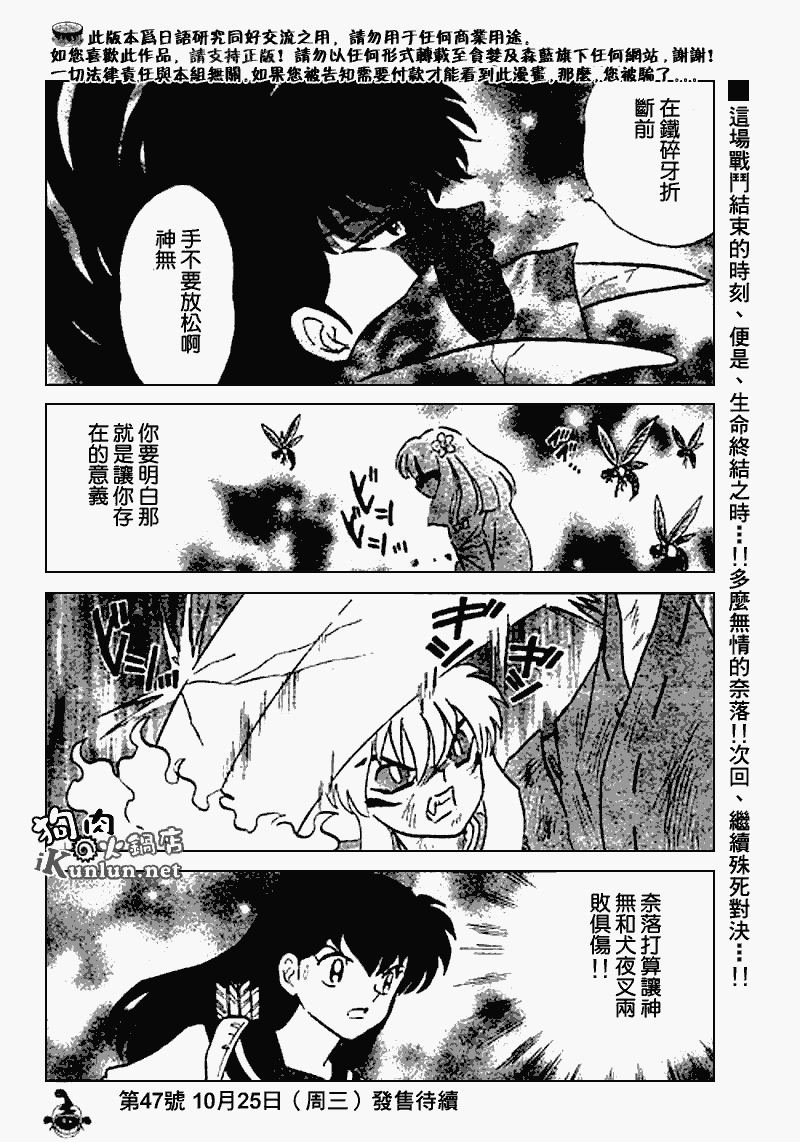 此版本爲日語研究同好交流之用，請勿用于任何商業用途。
如您喜歡此作品，請支持正版！請勿以任何形式轉載至貪婪及森藍旗下任何網站，謝謝！
一切法律責任與本組無關。如果您被告知需要付款才能看到此漫畫，那麼，您被騙了....
在鐵碎牙折
斷前
手不要放松啊
神無
你要明白那
就是讓你存
在的意義
奈落打算讓神
無和犬夜叉兩
敗俱傷!!
■這場戰鬥結束的時刻、便是、生命終結之時…!!多麼無情的奈落!!次回、繼續殊死對決…!!
狗肉火鍋店
iKunlun.net
第47號 10月25日（周三）發售待續